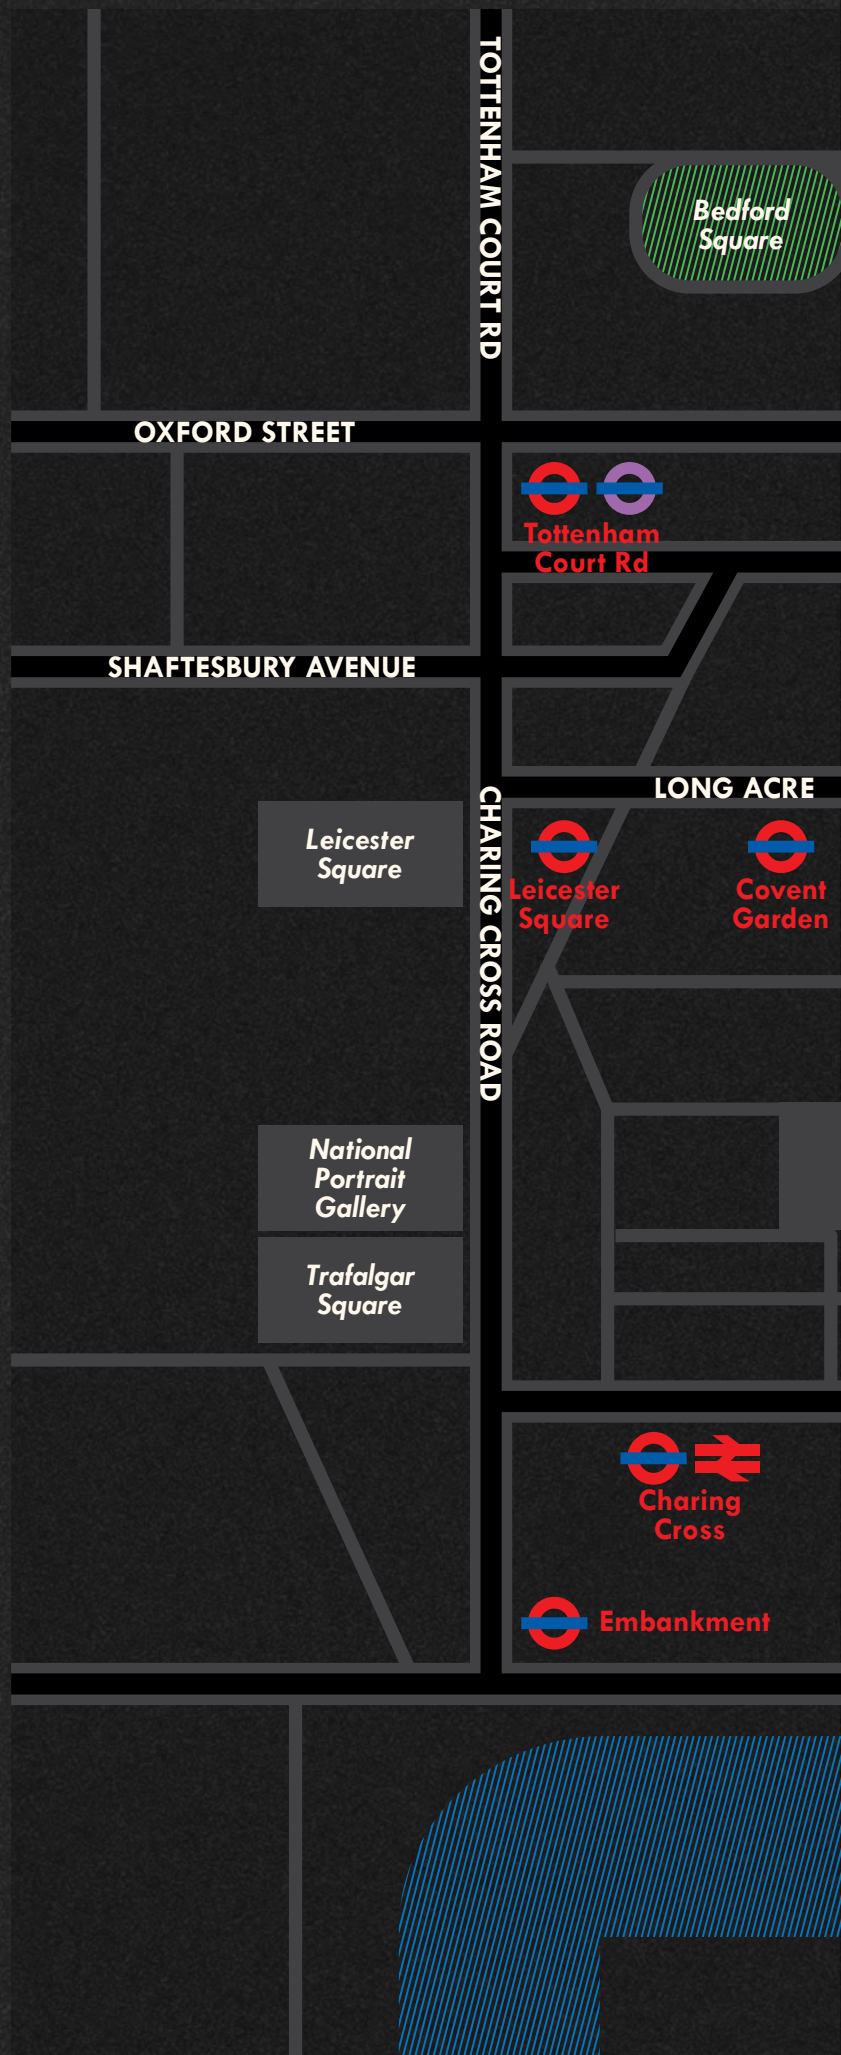 TOTTENHAM COURT RD
Bedford
Square
OXFORD STREET
Tottenham
Court Rd
SHAFTESBURY AVENUE
LONG ACRE
CHARING CROSS ROAD
Leicester
Square
Leicester
Square
Covent
Garden
National
Portrait
Gallery
Trafalgar
Square
Charing
Cross
Embankment